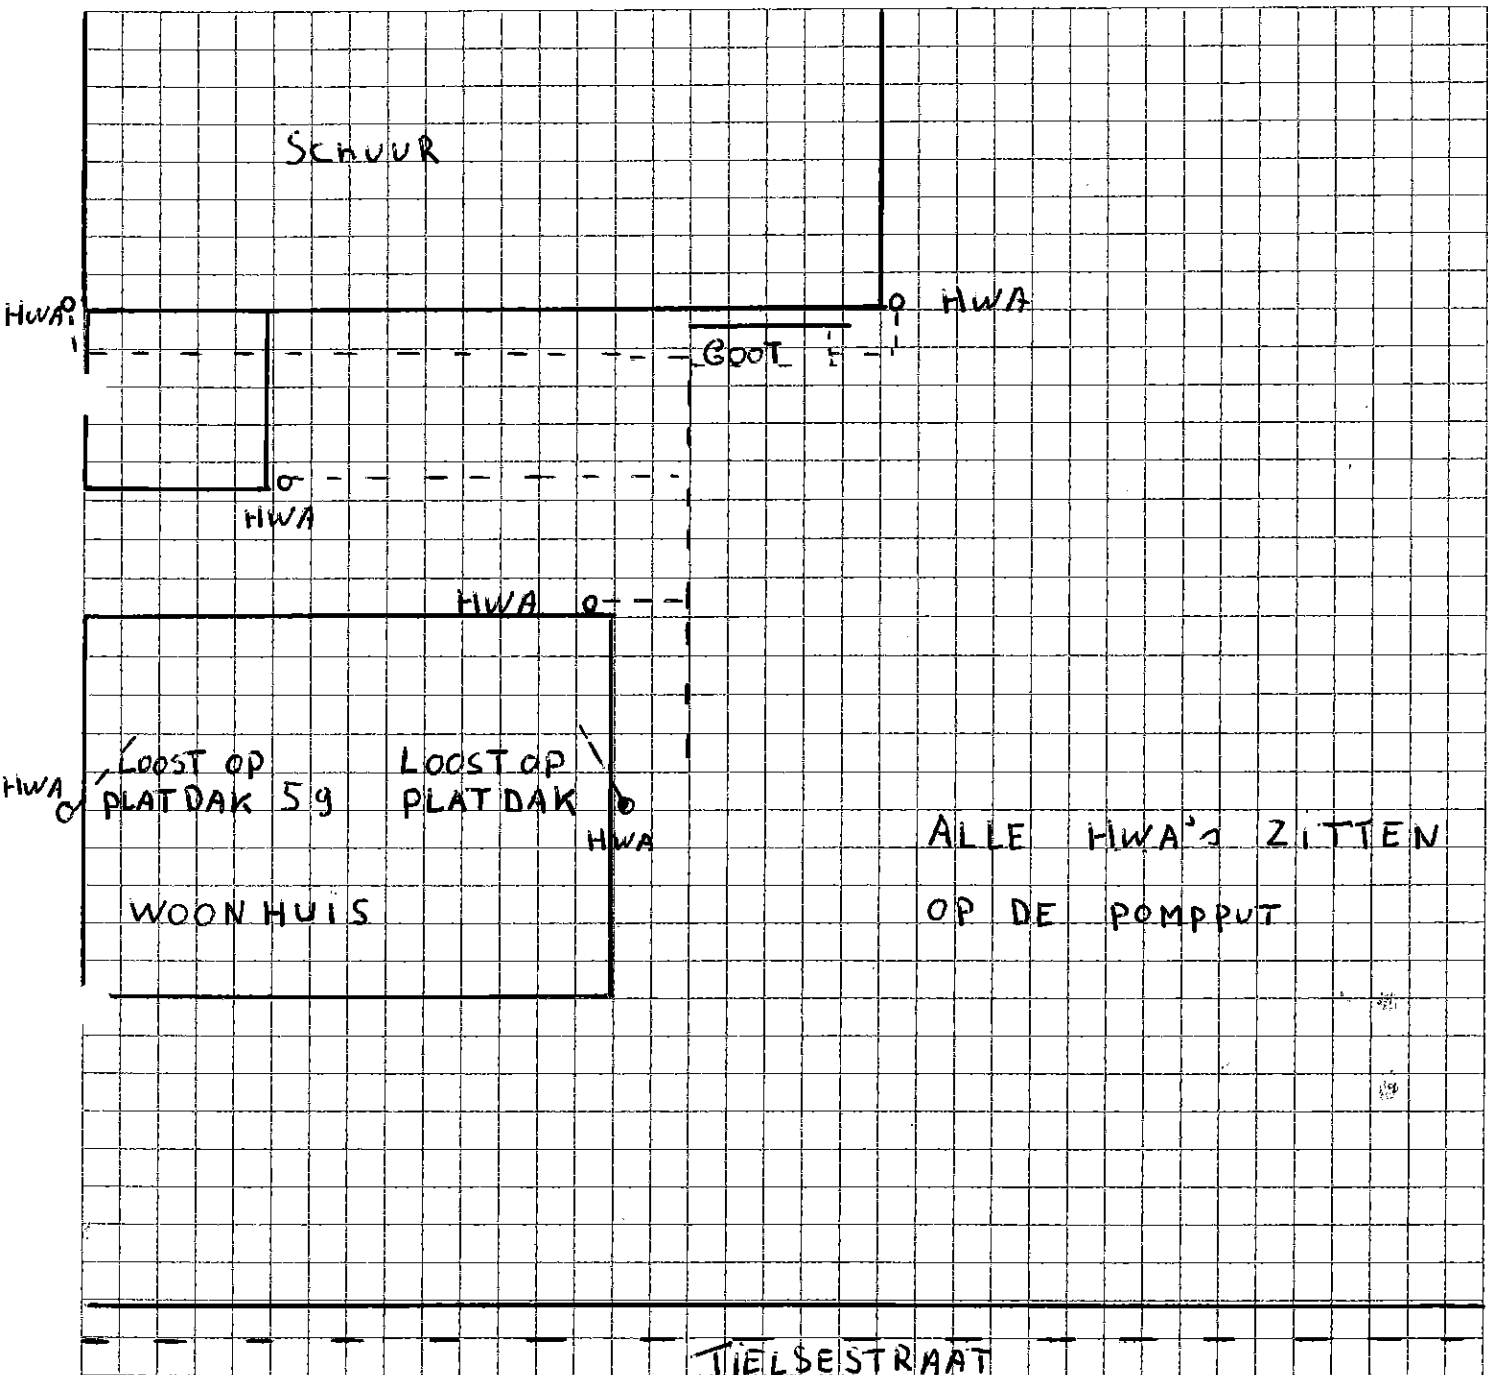 SCHUUR
HWA
HWA
GOOT
HWA
HWA
LOOST OP
PLATDAK 59
LOOST OP
PLATDAK
HWA
HWA
ALLE HWA's ZITTEN
OP DE POMPPUT
WOONHUIS
TIELSESTRAAT